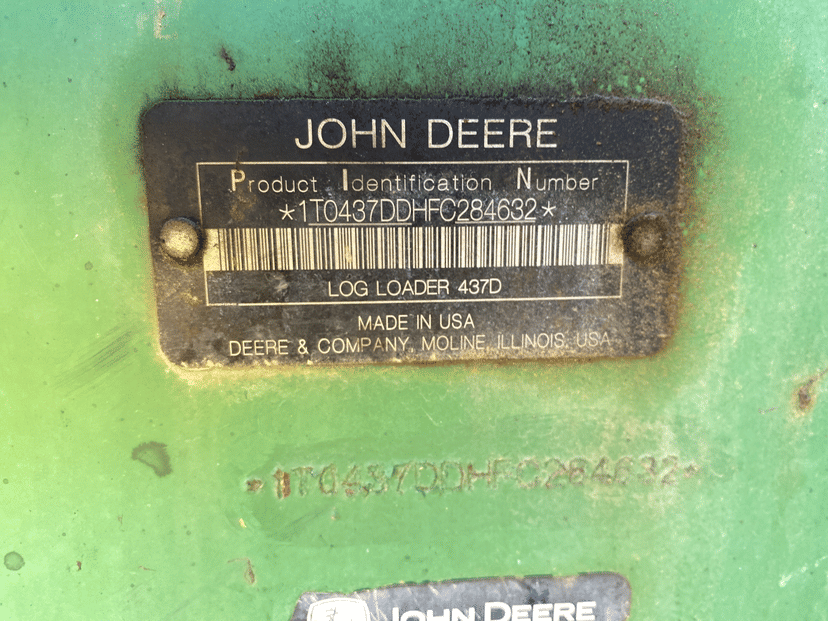 JOHN DEERE
Product Identification Number
*1T0437DDHFC284632*
LOG LOADER 437D
MADE IN USA
DEERE & COMPANY, MOLINE, ILLINOIS, USA
*1T0437DDHFC284632*
JOHN DEERE